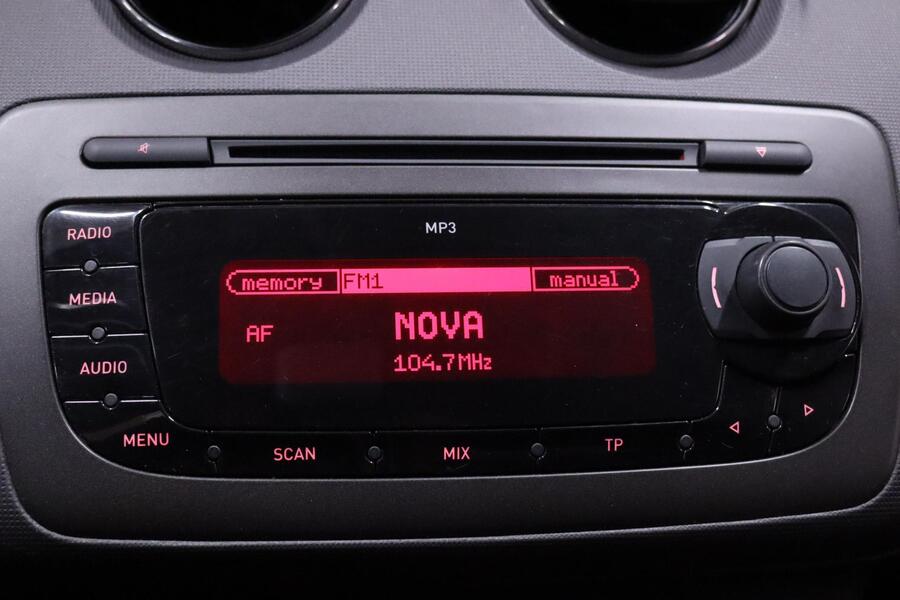 MP3
RADIO
MEDIA
AUDIO
MENU
memory FM1 manual
AF NOVA
104.7MHz
SCAN MIX TP